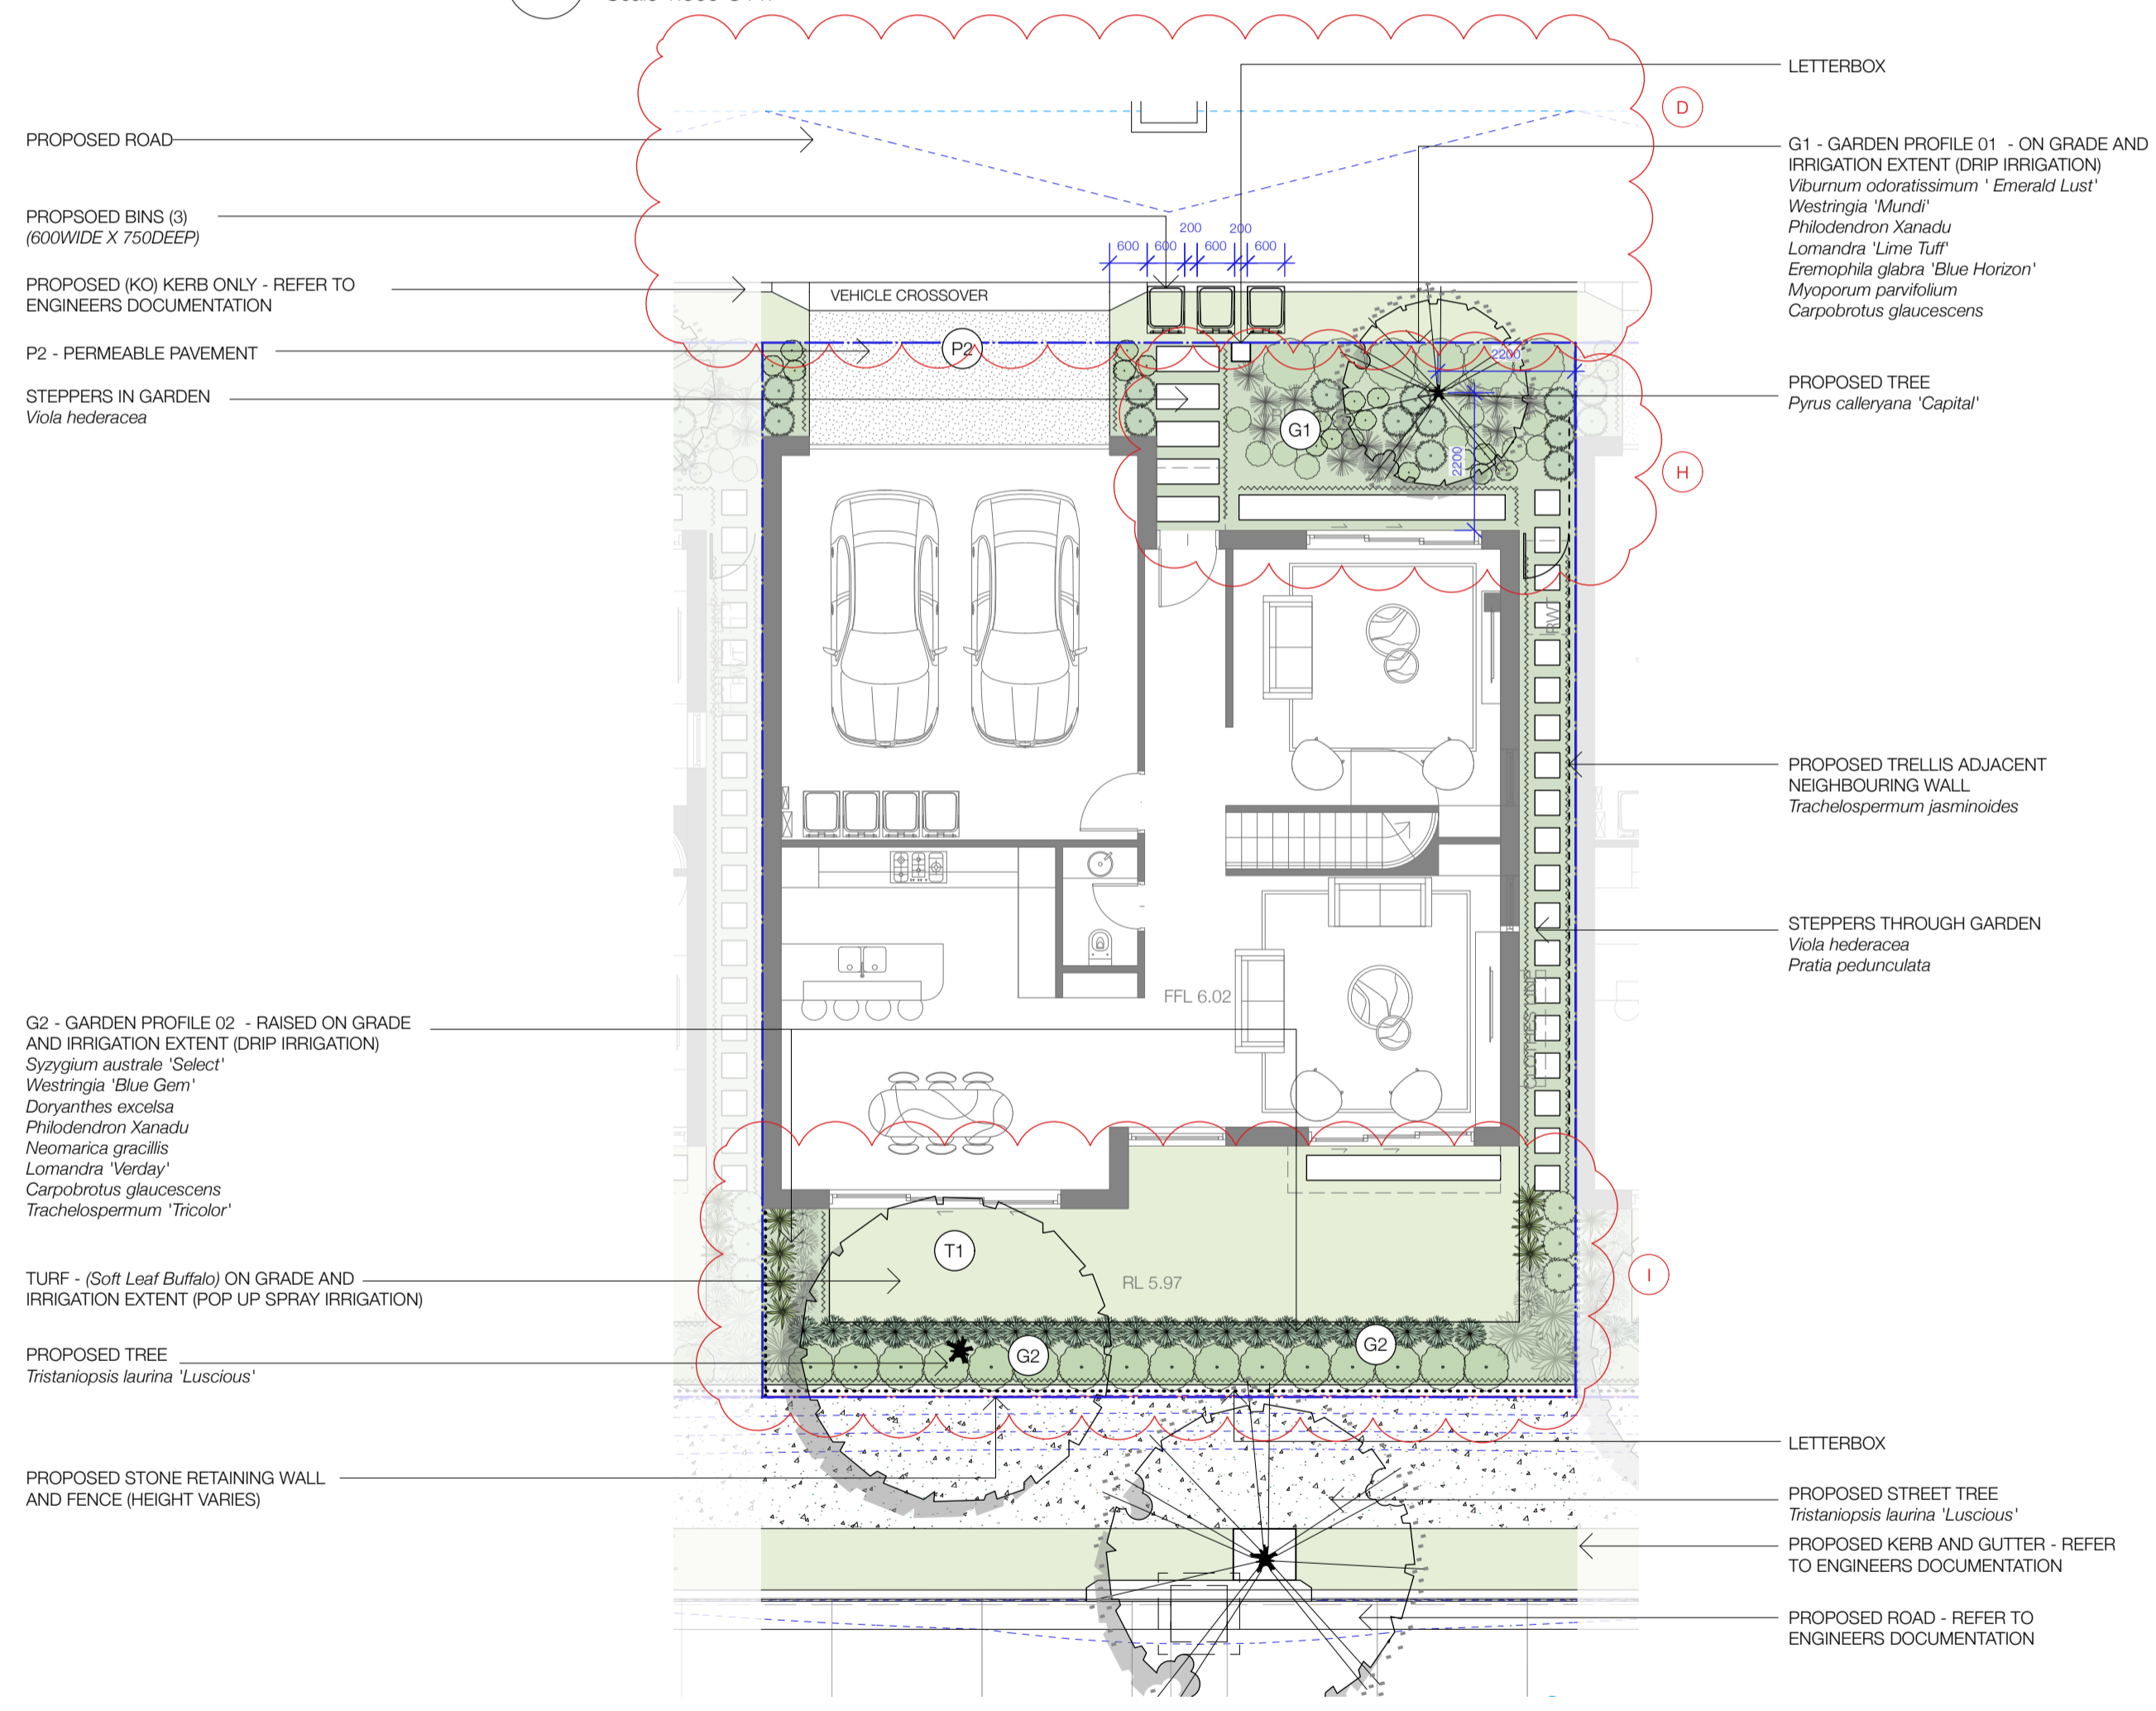 LETTERBOX
D
PROPOSED ROAD
G1 - GARDEN PROFILE 01 - ON GRADE AND
IRRIGATION EXTENT (DRIP IRRIGATION)
Viburnum odoratissimum ' Emerald Lust'
Westringia 'Mundi'
Philodendron Xanadu
Lomandra 'Lime Tuff'
Eremophila glabra 'Blue Horizon'
Myoporum parvifolium
Carpobrotus glaucescens
PROPSOED BINS (3)
(600WIDE X 750DEEP)
200
200
600
600
600
600
PROPOSED (KO) KERB ONLY - REFER TO
ENGINEERS DOCUMENTATION
VEHICLE CROSSOVER
P2 - PERMEABLE PAVEMENT
P2
2200
STEPPERS IN GARDEN
Viola hederacea
PROPOSED TREE
Pyrus calleryana 'Capital'
G1
2200
H
RWT
RWT
PROPOSED TRELLIS ADJACENT
NEIGHBOURING WALL
Trachelospermum jasminoides
STEPPERS THROUGH GARDEN
Viola hederacea
Pratia pedunculata
FFL 6.02
G2 - GARDEN PROFILE 02 - RAISED ON GRADE
AND IRRIGATION EXTENT (DRIP IRRIGATION)
Syzygium australe 'Select'
Westringia 'Blue Gem'
Doryanthes excelsa
Philodendron Xanadu
Neomarica gracillis
Lomandra 'Verday'
Carpobrotus glaucescens
Trachelospermum 'Tricolor'
T1
RL 5.97
I
TURF - (Soft Leaf Buffalo) ON GRADE AND
IRRIGATION EXTENT (POP UP SPRAY IRRIGATION)
PROPOSED TREE
Tristaniopsis laurina 'Luscious'
G2
G2
LETTERBOX
PROPOSED STONE RETAINING WALL
AND FENCE (HEIGHT VARIES)
PROPOSED STREET TREE
Tristaniopsis laurina 'Luscious'
PROPOSED KERB AND GUTTER - REFER
TO ENGINEERS DOCUMENTATION
PROPOSED ROAD - REFER TO
ENGINEERS DOCUMENTATION